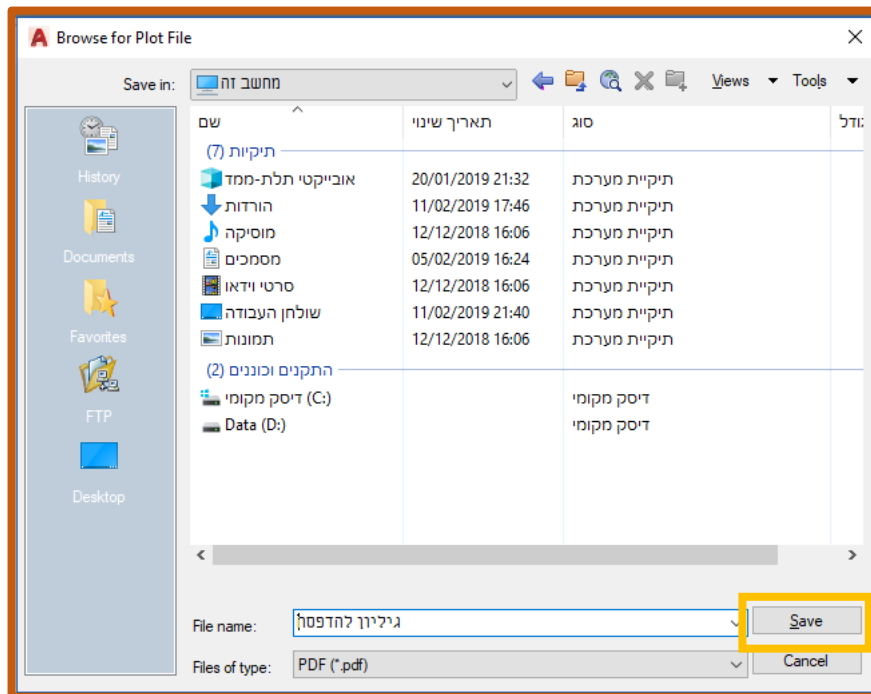 Browse for Plot File
Save in: מחשב זה Views Tools
שם תאריך שינוי סוג גודל
תיקיות (7)
אובייקטי תלת-ממד 20/01/2019 21:32 תיקיית מערכת
הורדות 11/02/2019 17:46 תיקיית מערכת
מוסיקה 12/12/2018 16:06 תיקיית מערכת
מסמכים 05/02/2019 16:24 תיקיית מערכת
סרטי וידאו 12/12/2018 16:06 תיקיית מערכת
שולחן העבודה 11/02/2019 21:40 תיקיית מערכת
תמונות 12/12/2018 16:06 תיקיית מערכת
התקנים וכוננים (2)
דיסק מקומי (C:) דיסק מקומי
Data (D:) דיסק מקומי
History
Documents
Favorites
FTP
Desktop
File name: גיליון להדפסה Save
Files of type: PDF (*.pdf) Cancel